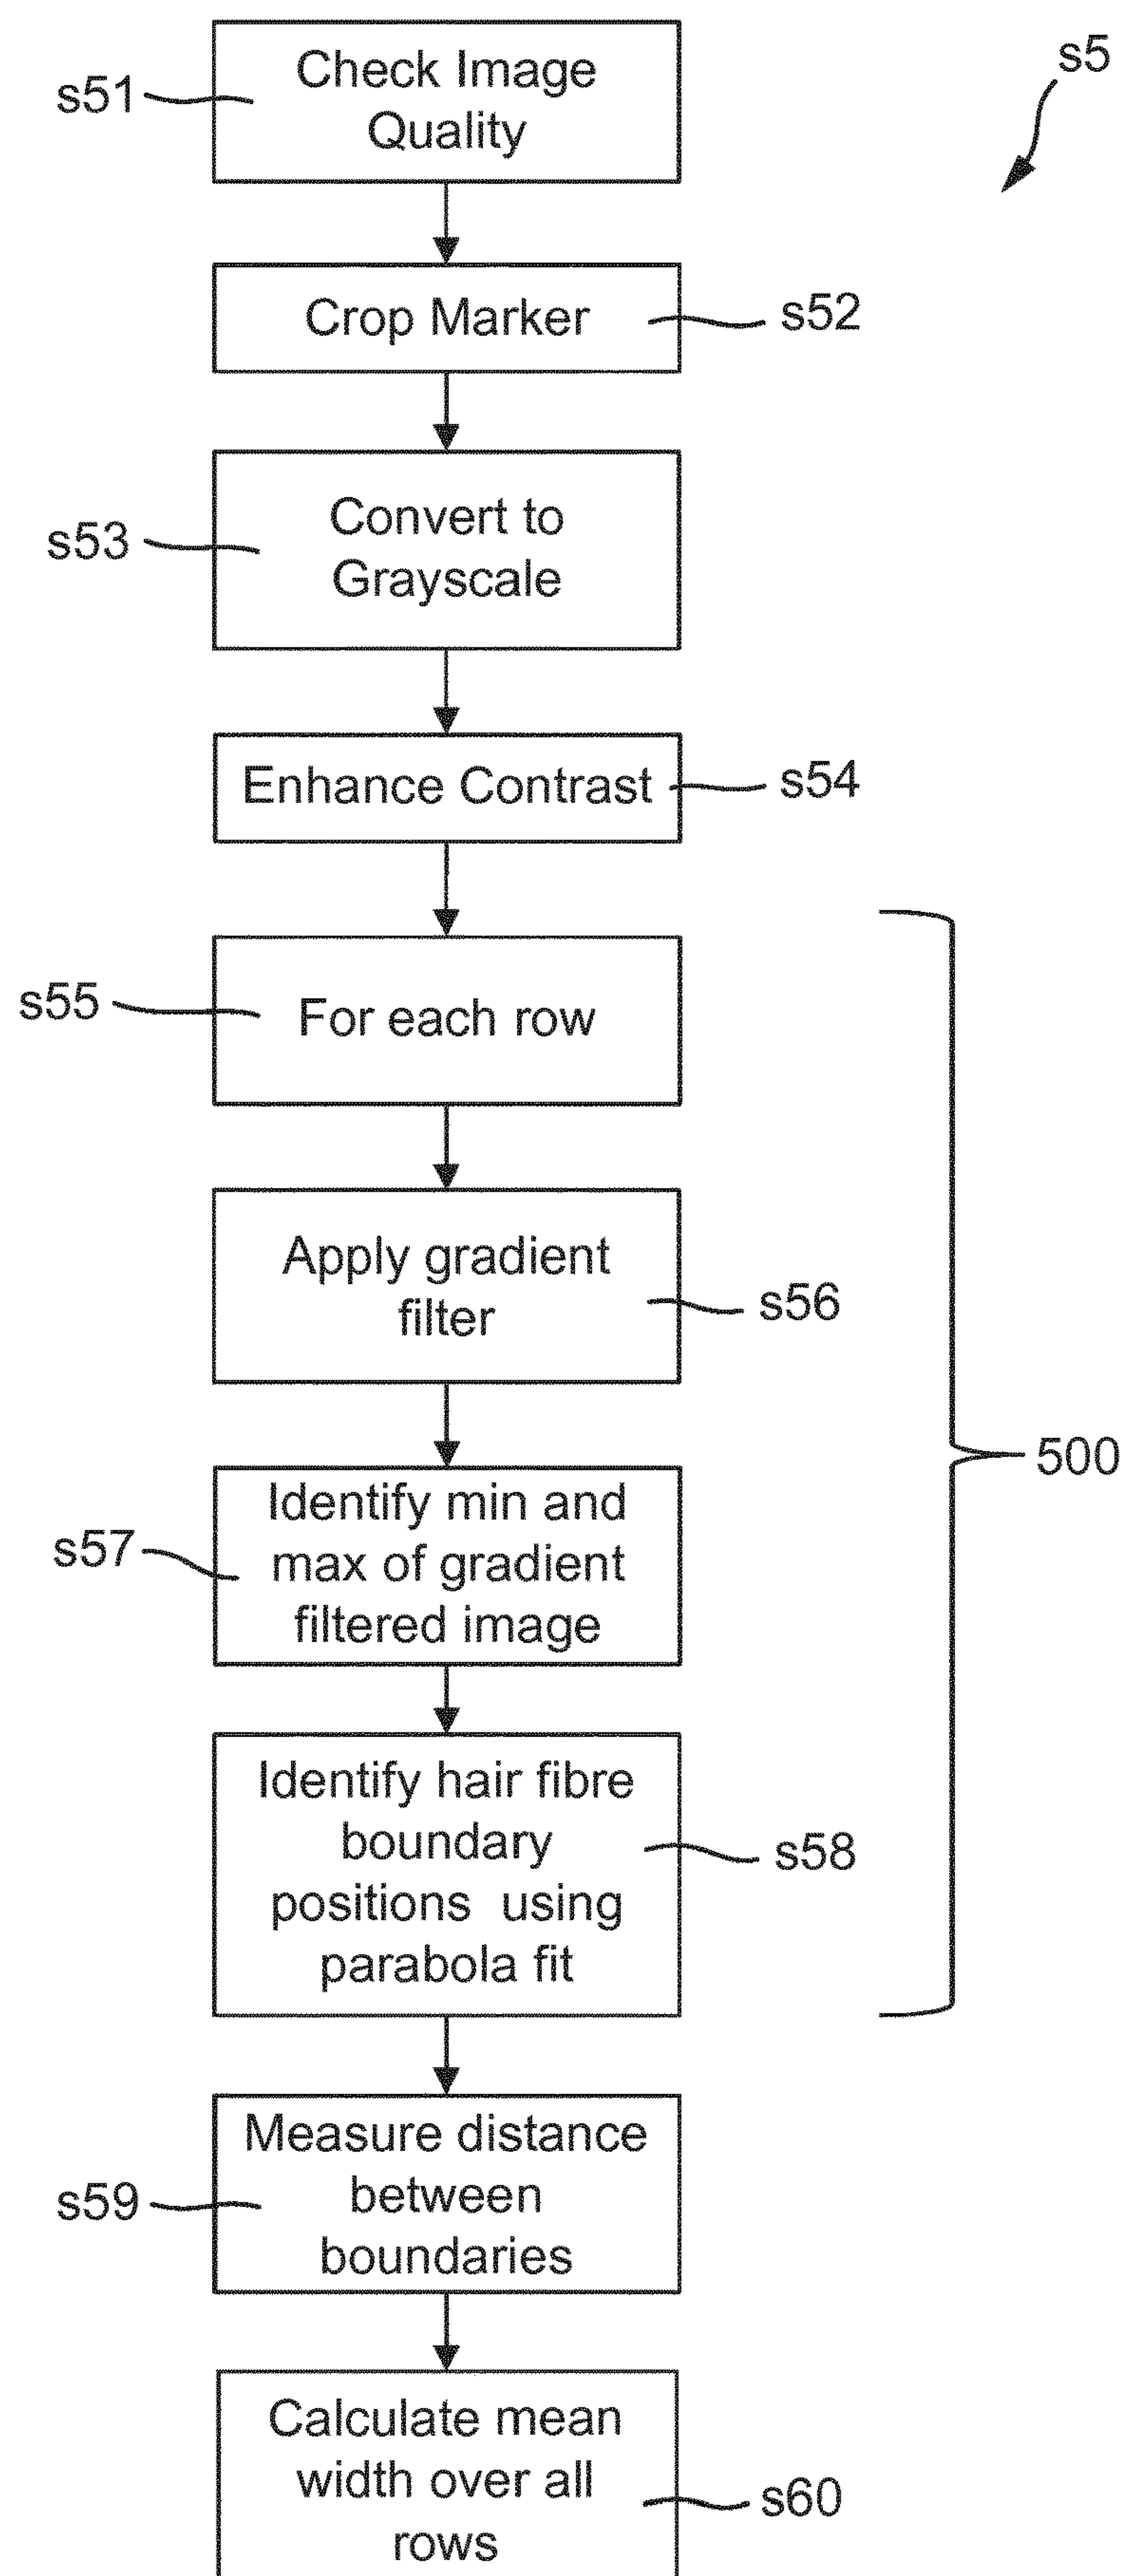 s5
s51
Check Image
Quality
Crop Marker
s52
s53
Convert to
Grayscale
Enhance Contrast
s54
s55
For each row
Apply gradient
filter
s56
500
s57
Identify min and
max of gradient
filtered image
Identify hair fibre
boundary
positions using
parabola fit
s58
s59
Measure distance
between
boundaries
Calculate mean
width over all
rows
s60